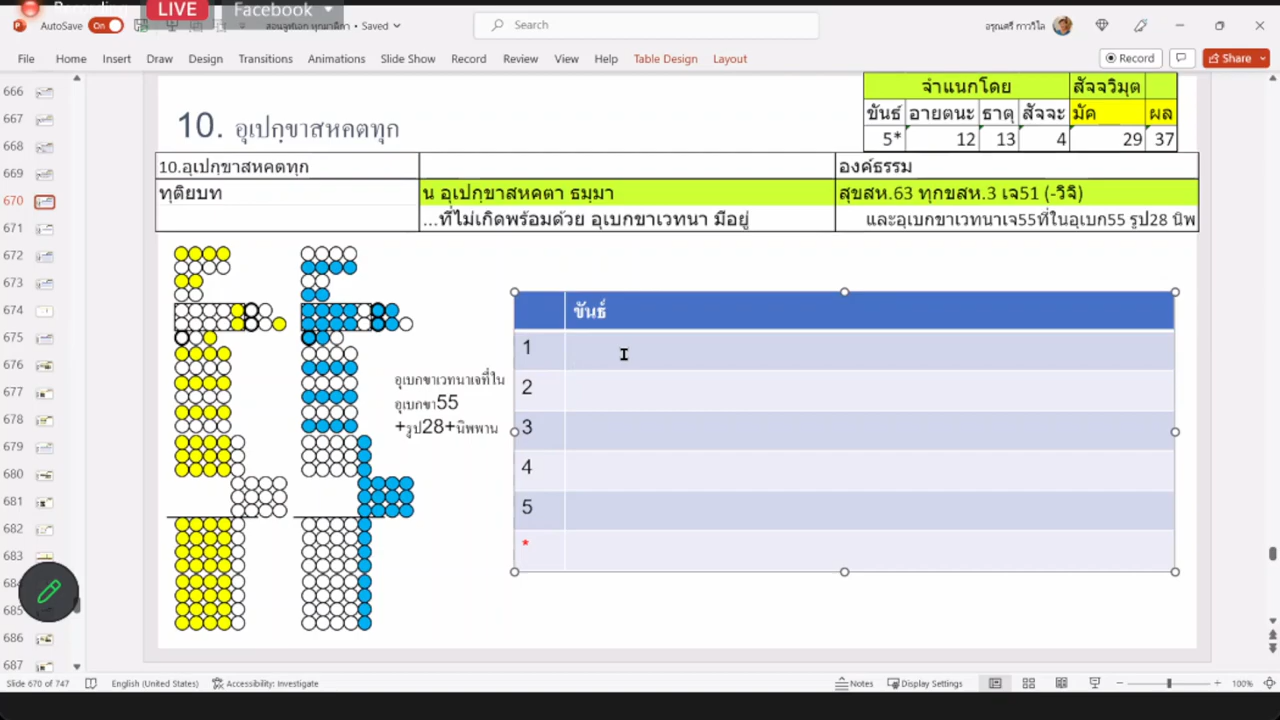 Recording
LIVE
Facebook
AutoSave
On
Saved
Search
อรุณศรี กาววิไล
File Home Insert Draw Design Transitions Animations Slide Show Record Review View Help Table Design Layout
Record
Share
666
667
668
669
670
671
672
673
674
675
676
677
678
679
680
681
682
683
685
686
687
10. อุเปกฺขาสหคตทุก
จำแนกโดย สัจจวิมุต
ขันธ์ อายตนะ ธาตุ สัจจะ มัค ผล
5* 12 13 4 29 37
10.อุเปกฺขาสหคตทุก องค์ธรรม
ทุติยบท น อุเปกฺขาสหคตา ธมฺมา สุขสห.63 ทุกขสห.3 เจ51 (-วิจิ)
...ที่ไม่เกิดพร้อมด้วย อุเบกขาเวทนา มีอยู่ และอุเบกขาเวทนาเจ55ที่ในอุเบก55 รูป28 นิพ
อุเบกขาเวทนาเจที่ใน
อุเบกขา55
+รูป28+นิพพาน
ขันธ์
1
2
3
4
5
*
Slide 670 of 747 English (United States) Accessibility: Investigate Notes Display Settings 100%